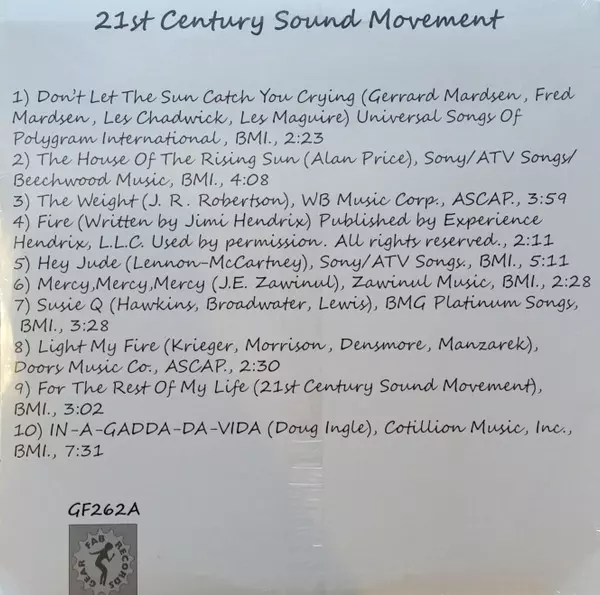 21st Century Sound Movement
1) Don't Let The Sun Catch You Crying (Gerrard Mardsen, Fred
Mardsen, Les Chadwick, Les Maguire) Universal Songs Of
Polygram International, BMI., 2:23
2) The House Of The Rising Sun (Alan Price), Sony/ATV Songs/
Beechwood Music, BMI., 4:08
3) The Weight (J. R. Robertson), WB Music Corp., ASCAP., 3:59
4) Fire (Written by Jimi Hendrix) Published by Experience
Hendrix, L.L.C. Used by permission. All rights reserved., 2:11
5) Hey Jude (Lennon-McCartney), Sony/ATV Songs., BMI., 5:11
6) Mercy,Mercy,Mercy (J.E. Zawinul), Zawinul Music, BMI., 2:28
7) Susie Q (Hawkins, Broadwater, Lewis), BMG Platinum Songs,
BMI., 3:28
8) Light My Fire (Krieger, Morrison, Densmore, Manzarek),
Doors Music Co., ASCAP., 2:30
9) For The Rest Of My Life (21st Century Sound Movement),
BMI., 3:02
10) IN-A-GADDA-DA-VIDA (Doug Ingle), Cotillion Music, Inc.,
BMI., 7:31
GF262A
GEAR FAB RECORDS